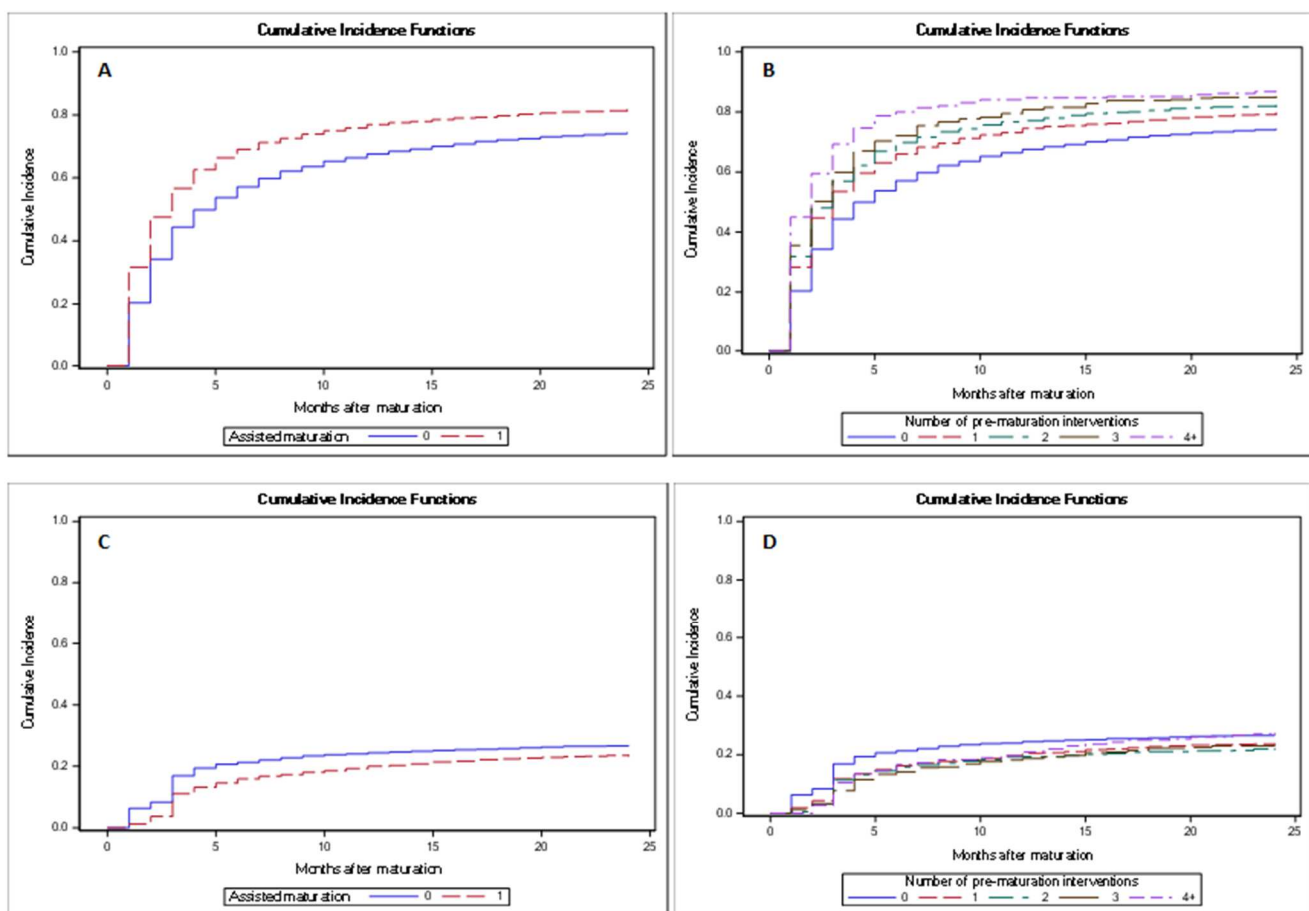 Cumulative Incidence Functions
A
Cumulative Incidence
1.0
0.8
0.6
0.4
0.2
0.0
0 5 10 15 20 25
Months after maturation
Assisted maturation 0 1
Cumulative Incidence Functions
B
Cumulative Incidence
1.0
0.8
0.6
0.4
0.2
0.0
0 5 10 15 20 25
Months after maturation
Number of pre-maturation interventions
0 1 2 3 4+
Cumulative Incidence Functions
C
Cumulative Incidence
1.0
0.8
0.6
0.4
0.2
0.0
0 5 10 15 20 25
Months after maturation
Assisted maturation 0 1
Cumulative Incidence Functions
D
Cumulative Incidence
1.0
0.8
0.6
0.4
0.2
0.0
0 5 10 15 20 25
Months after maturation
Number of pre-maturation interventions
0 1 2 3 4+